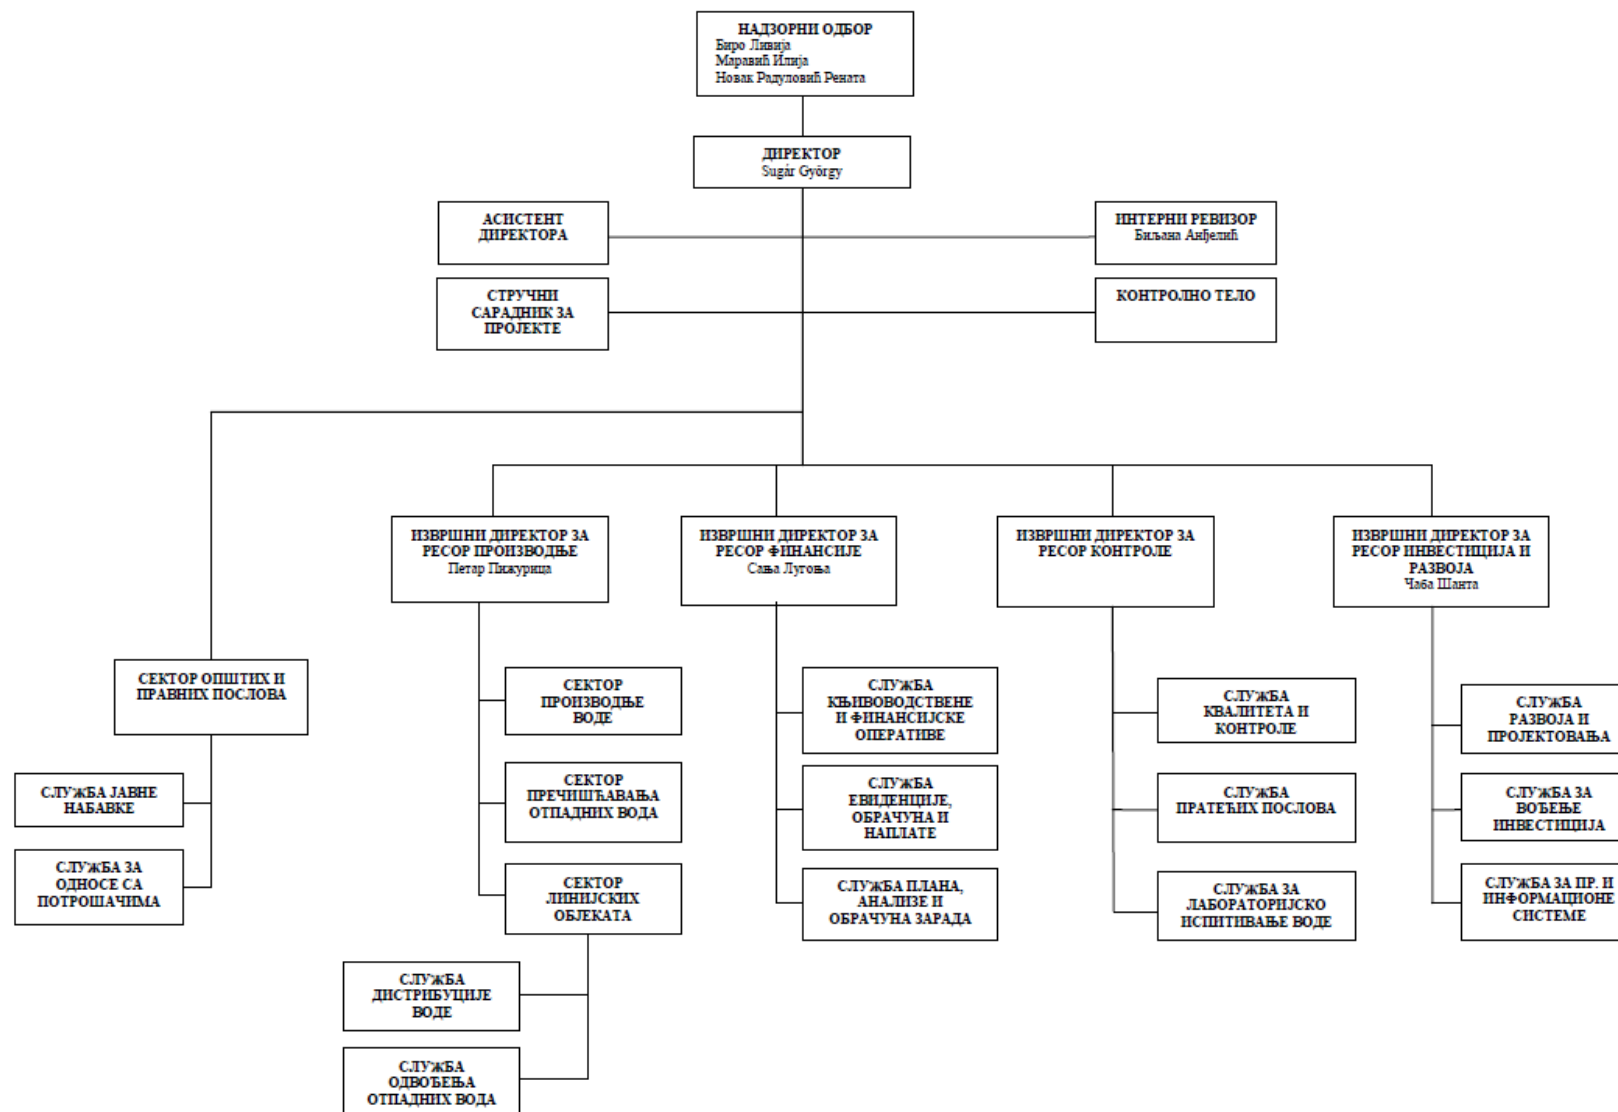 НАДЗОРНИ ОДБОР
Биро Ливија
Маравић Илија
Новак Радуловић Рената
ДИРЕКТОР
Sugár György
АСИСТЕНТ
ДИРЕКТОРА
ИНТЕРНИ РЕВИЗОР
Биљана Анђелић
СТРУЧНИ
САРАДНИК ЗА
ПРОЈЕКТЕ
КОНТРОЛНО ТЕЛО
ИЗВРШНИ ДИРЕКТОР ЗА
РЕСОР ПРОИЗВОДЊЕ
Петар Пижурица
ИЗВРШНИ ДИРЕКТОР ЗА
РЕСОР ФИНАНСИЈЕ
Сања Лугоња
ИЗВРШНИ ДИРЕКТОР ЗА
РЕСОР КОНТРОЛЕ
ИЗВРШНИ ДИРЕКТОР ЗА
РЕСОР ИНВЕСТИЦИЈА И
РАЗВОЈА
Чаба Шанта
СЕКТОР ОПШТИХ И
ПРАВНИХ ПОСЛОВА
СЛУЖБА ЈАВНЕ
НАБАВКЕ
СЛУЖБА ЗА
ОДНОСЕ СА
ПОТРОШАЧИМА
СЕКТОР
ПРОИЗВОДЊЕ
ВОДЕ
СЕКТОР
ПРЕЧИШЋАВАЊА
ОТПАДНИХ ВОДА
СЕКТОР
ЛИНИЈСКИХ
ОБЈЕКАТА
СЛУЖБА
ДИСТРИБУЦИЈЕ
ВОДЕ
СЛУЖБА
ОДВОЂЕЊА
ОТПАДНИХ ВОДА
СЛУЖБА
КЊИВОВОДСТВЕНЕ
И ФИНАНСИЈСКЕ
ОПЕРАТИВЕ
СЛУЖБА
ЕВИДЕНЦИЈЕ,
ОБРАЧУНА И
НАПЛАТЕ
СЛУЖБА ПЛАНА,
АНАЛИЗЕ И
ОБРАЧУНА ЗАРАДА
СЛУЖБА
КВАЛИТЕТА И
КОНТРОЛЕ
СЛУЖБА
ПРАТЕЋИХ ПОСЛОВА
СЛУЖБА ЗА
ЛАБОРАТОРИЈСКО
ИСПИТИВАЊЕ ВОДЕ
СЛУЖБА
РАЗВОЈА И
ПРОЈЕКТОВАЊА
СЛУЖБА ЗА
ВОЂЕЊЕ
ИНВЕСТИЦИЈА
СЛУЖБА ЗА ПР. И
ИНФОРМАЦИОНЕ
СИСТЕМЕ